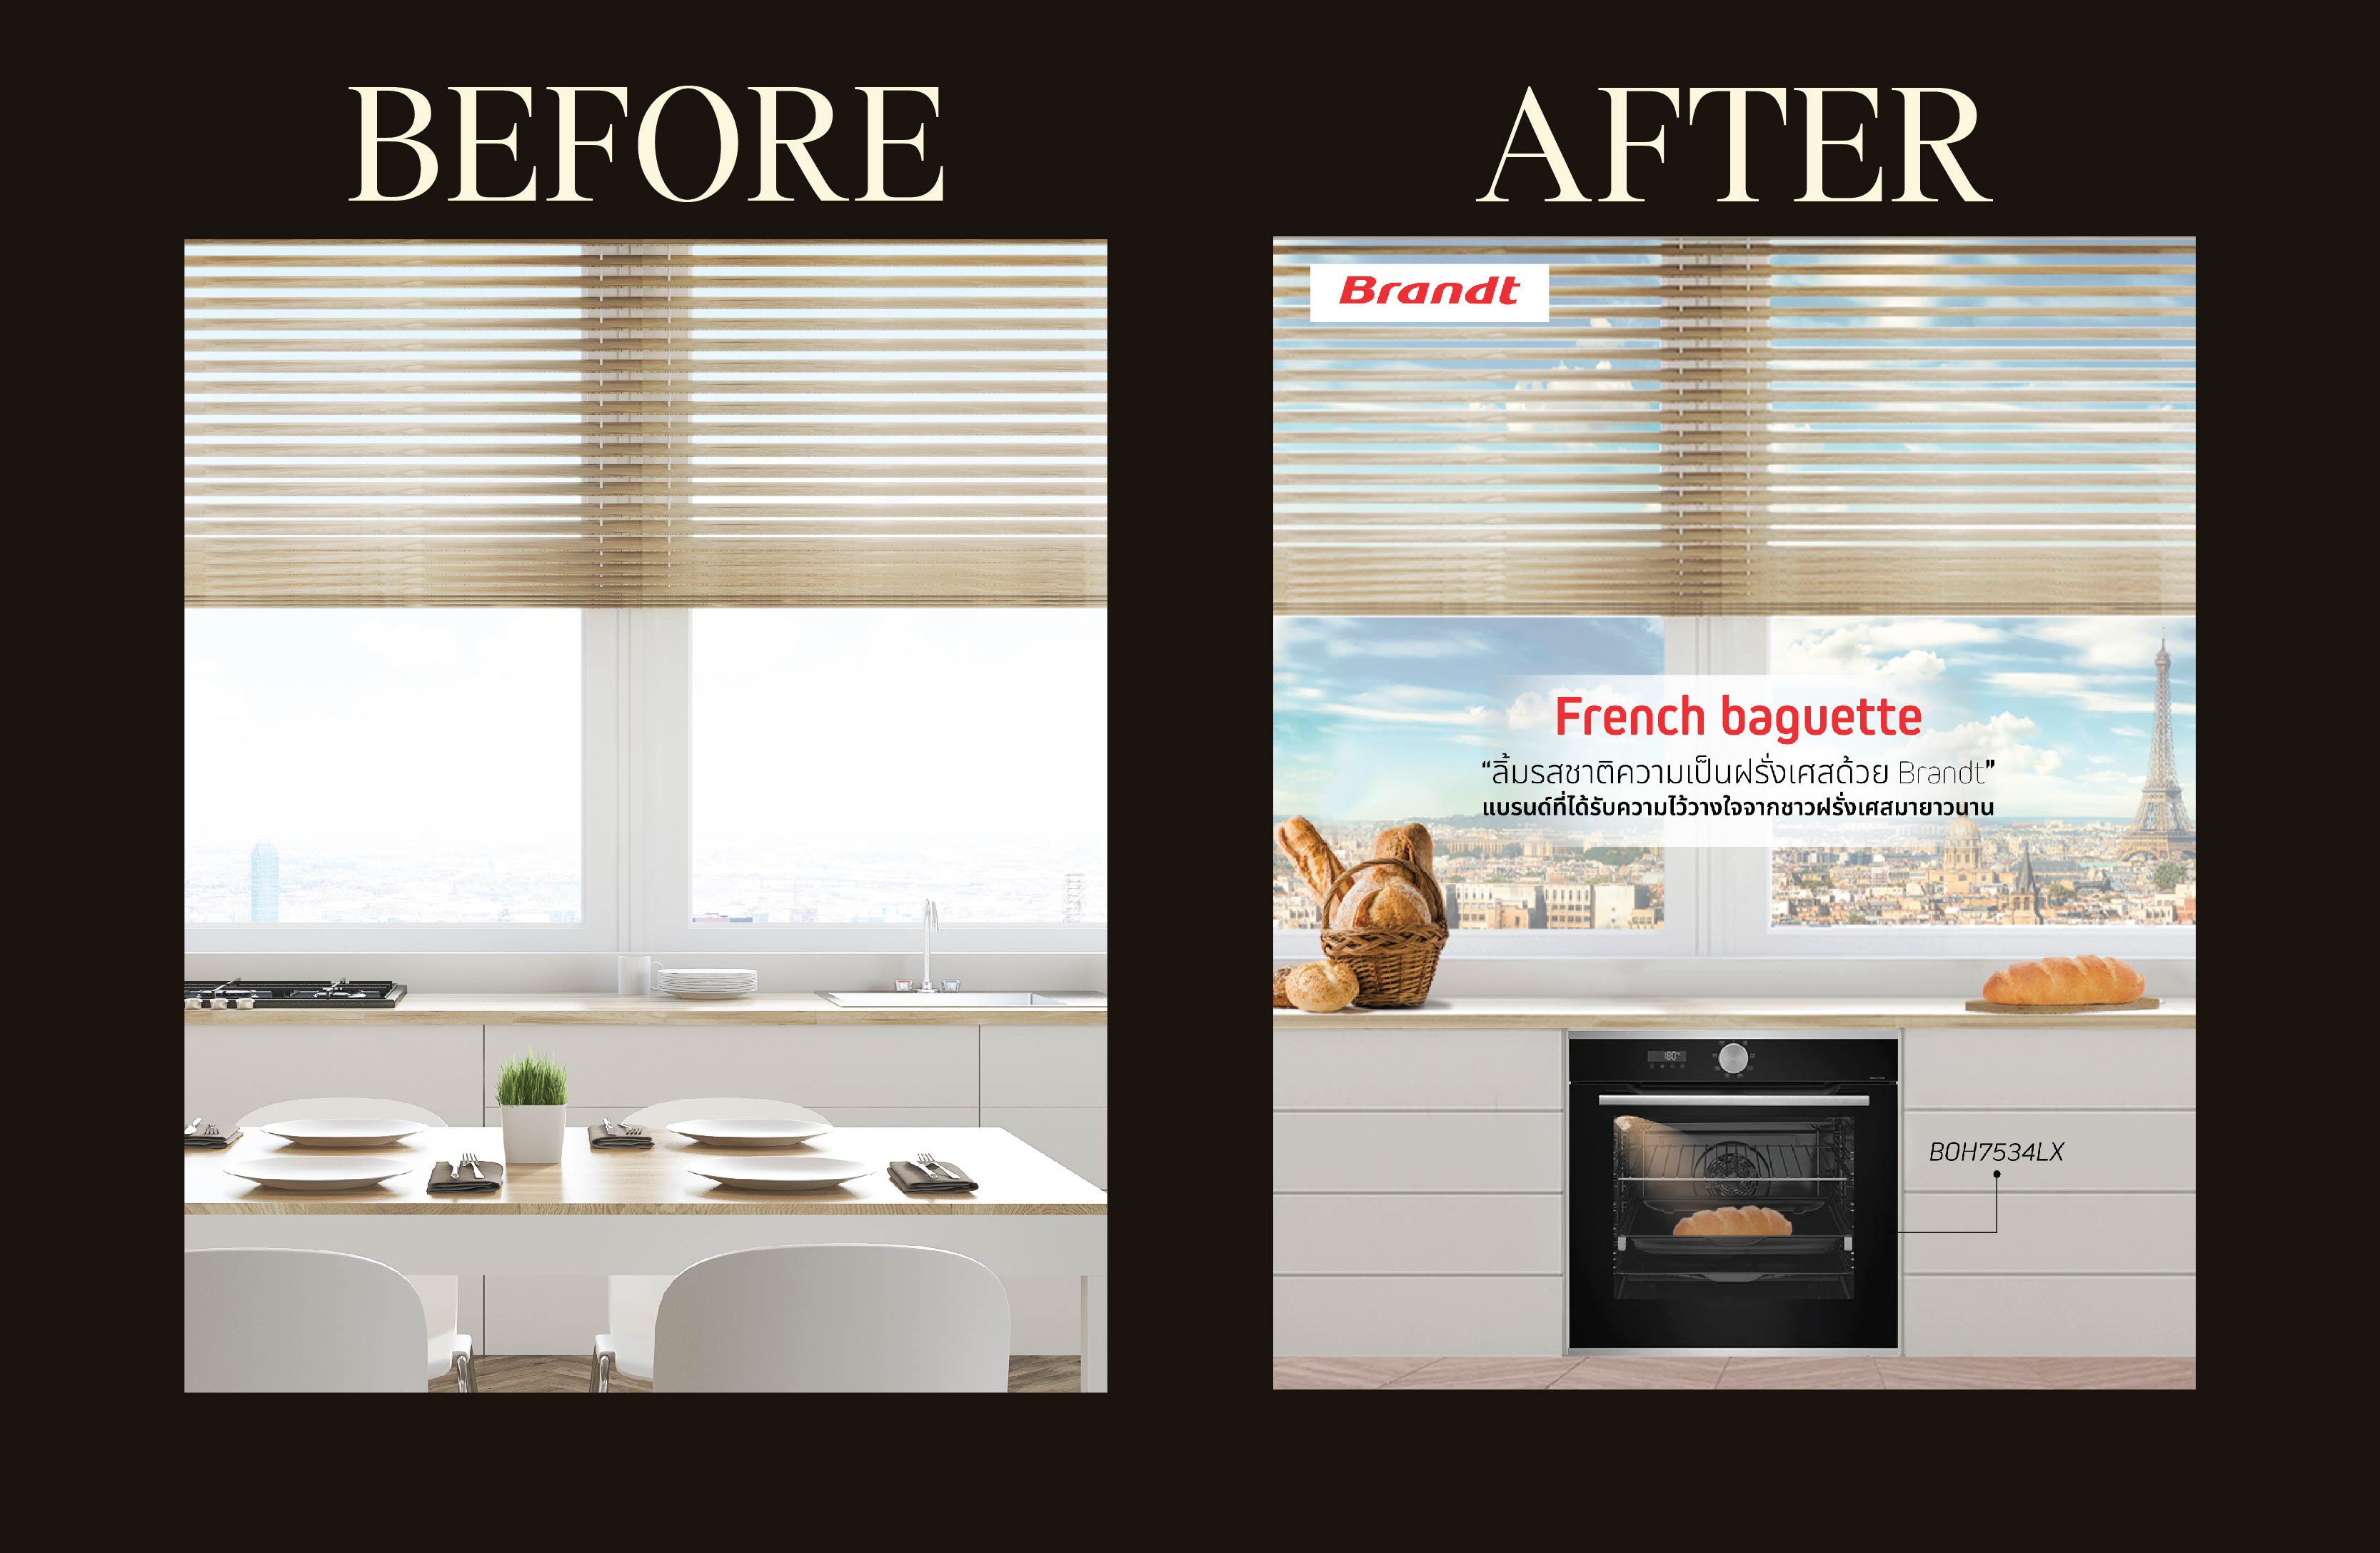 BEFORE
AFTER
Brandt
French baguette
“ลิ้มรสชาติความเป็นฝรั่งเศสด้วย Brandt”
แบรนด์ที่ได้รับความไว้วางใจจากชาวฝรั่งเศสมายาวนาน
180°
BOH7534LX